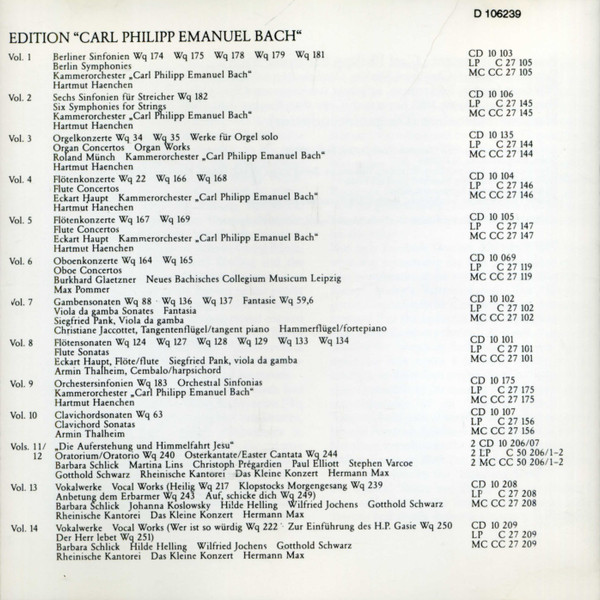 D 106239
EDITION "CARL PHILIPP EMANUEL BACH“
Vol. 1 Berliner Sinfonien Wq 174 Wq 175 Wq 178 Wq 179 Wq 181 CD 10 103
Berlin Symphonies LP C 27 105
Kammerorchester „Carl Philipp Emanuel Bach“ MC CC 27 105
Hartmut Haenchen
Vol. 2 Sechs Sinfonien für Streicher Wq 182 CD 10 106
Six Symphonies for Strings LP C 27 145
Kammerorchester „Carl Philipp Emanuel Bach“ MC CC 27 145
Hartmut Haenchen
Vol. 3 Orgelkonzerte Wq 34 Wq 35 Werke für Orgel solo CD 10 135
Organ Concertos Organ Works LP C 27 144
Roland Münch Kammerorchester „Carl Philipp Emanuel Bach“ MC CC 27 144
Hartmut Haenchen
Vol. 4 Flötenkonzerte Wq 22 Wq 166 Wq 168 CD 10 104
Flute Concertos LP C 27 146
Eckart Haupt Kammerorchester „Carl Philipp Emanuel Bach“ MC CC 27 146
Hartmut Hanechen
Vol. 5 Flötenkonzerte Wq 167 Wq 169 CD 10 105
Flute Concertos LP C 27 147
Eckart Haupt Kammerorchester „Carl Philipp Emanuel Bach“ MC CC 27 147
Hartmut Haenchen
Vol. 6 Oboenkonzerte Wq 164 Wq 165 CD 10 069
Oboe Concertos LP C 27 119
Burkhard Glaetzner Neues Bachisches Collegium Musicum Leipzig MC CC 27 119
Max Pommer
Vol. 7 Gambensonaten Wq 88 Wq 136 Wq 137 Fantasie Wq 59,6 CD 10 102
Viola da gamba Sonates Fantasia LP C 27 102
Siegfried Pank, Viola da gamba MC CC 27 102
Christiane Jaccottet, Tangentenflügel/tangent piano Hammerflügel/fortepiano
Vol. 8 Flötensonaten Wq 124 Wq 127 Wq 128 Wq 129 Wq 133 Wq 134 CD 10 101
Flute Sonatas LP C 27 101
Eckart Haupt, Flöte/flute Siegfried Pank, viola da gamba MC CC 27 101
Armin Thalheim, Cembalo/harpsichord
Vol. 9 Orchestersinfonien Wq 183 Orchestral Sinfonias CD 10 175
Kammerorchester „Carl Philipp Emanuel Bach“ LP C 27 175
Hartmut Haenchen MC CC 27 175
Vol. 10 Clavichordsonaten Wq 63 CD 10 107
Clavichord Sonatas LP C 27 156
Armin Thalheim MC CC 27 156
Vols. 11/ „Die Auferstehung und Himmelfahrt Jesu“ 2 CD 10 206/07
12 Oratorium/Oratorio Wq 240 Osterkantate/Easter Cantata Wq 244 2 LP C 50 206/1-2
Barbara Schlick Martina Lins Christoph Prégardien Paul Elliott Stephen Varcoe 2 MC CC 50 206/1-2
Gotthold Schwarz Rheinische Kantorei Das Kleine Konzert Hermann Max
Vol. 13 Vokalwerke Vocal Works (Heilig Wq 217 Klopstocks Morgengesang Wq 239 CD 10 208
Anbetung dem Erbarmer Wq 243 Auf, schicke dich Wq 249) LP C 27 208
Barbara Schlick Johanna Koslowsky Hilde Helling Wilfried Jochens Gotthold Schwarz MC CC 27 208
Rheinische Kantorei Das Kleine Konzert Hermann Max
Vol. 14 Vokalwerke Vocal Works (Wer ist so würdig Wq 222 Zur Einführung des H.P. Gasie Wq 250 CD 10 209
Der Herr lebet Wq 251) LP C 27 209
Barbara Schlick Hilde Helling Wilfried Jochens Gotthold Schwarz MC CC 27 209
Rheinische Kantorei Das Kleine Konzert Hermann Max